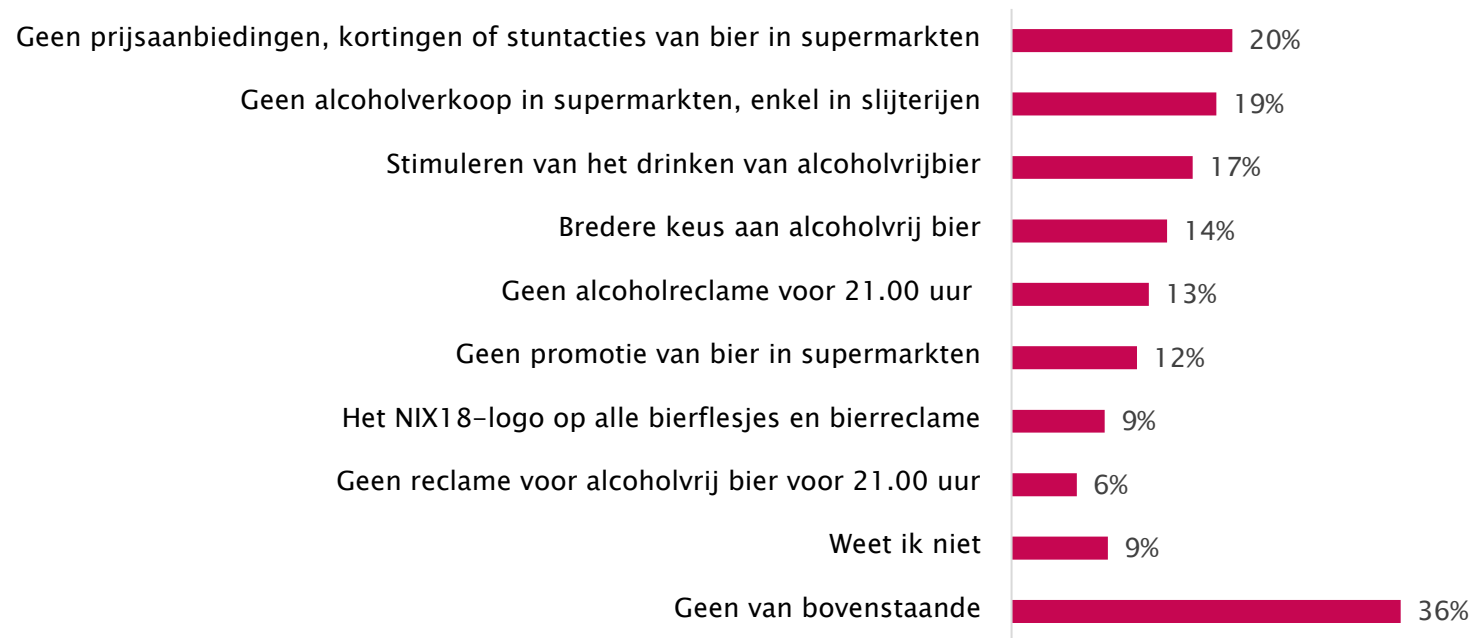 Geen prijsaanbiedingen, kortingen of stuntacties van bier in supermarkten 20%
Geen alcoholverkoop in supermarkten, enkel in slijterijen 19%
Stimuleren van het drinken van alcoholvrijbier 17%
Bredere keus aan alcoholvrij bier 14%
Geen alcoholreclame voor 21.00 uur 13%
Geen promotie van bier in supermarkten 12%
Het NIX18-logo op alle bierflesjes en bierreclame 9%
Geen reclame voor alcoholvrij bier voor 21.00 uur 6%
Weet ik niet 9%
Geen van bovenstaande 36%